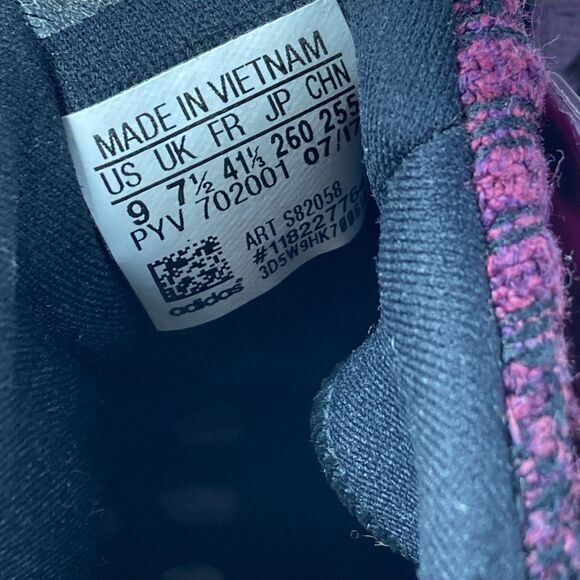 MADE IN VIETNAM
US UK FR JP CHN
9 7½ 41⅓ 260 255
PYV 702001 07/17
ART S82058
adidas